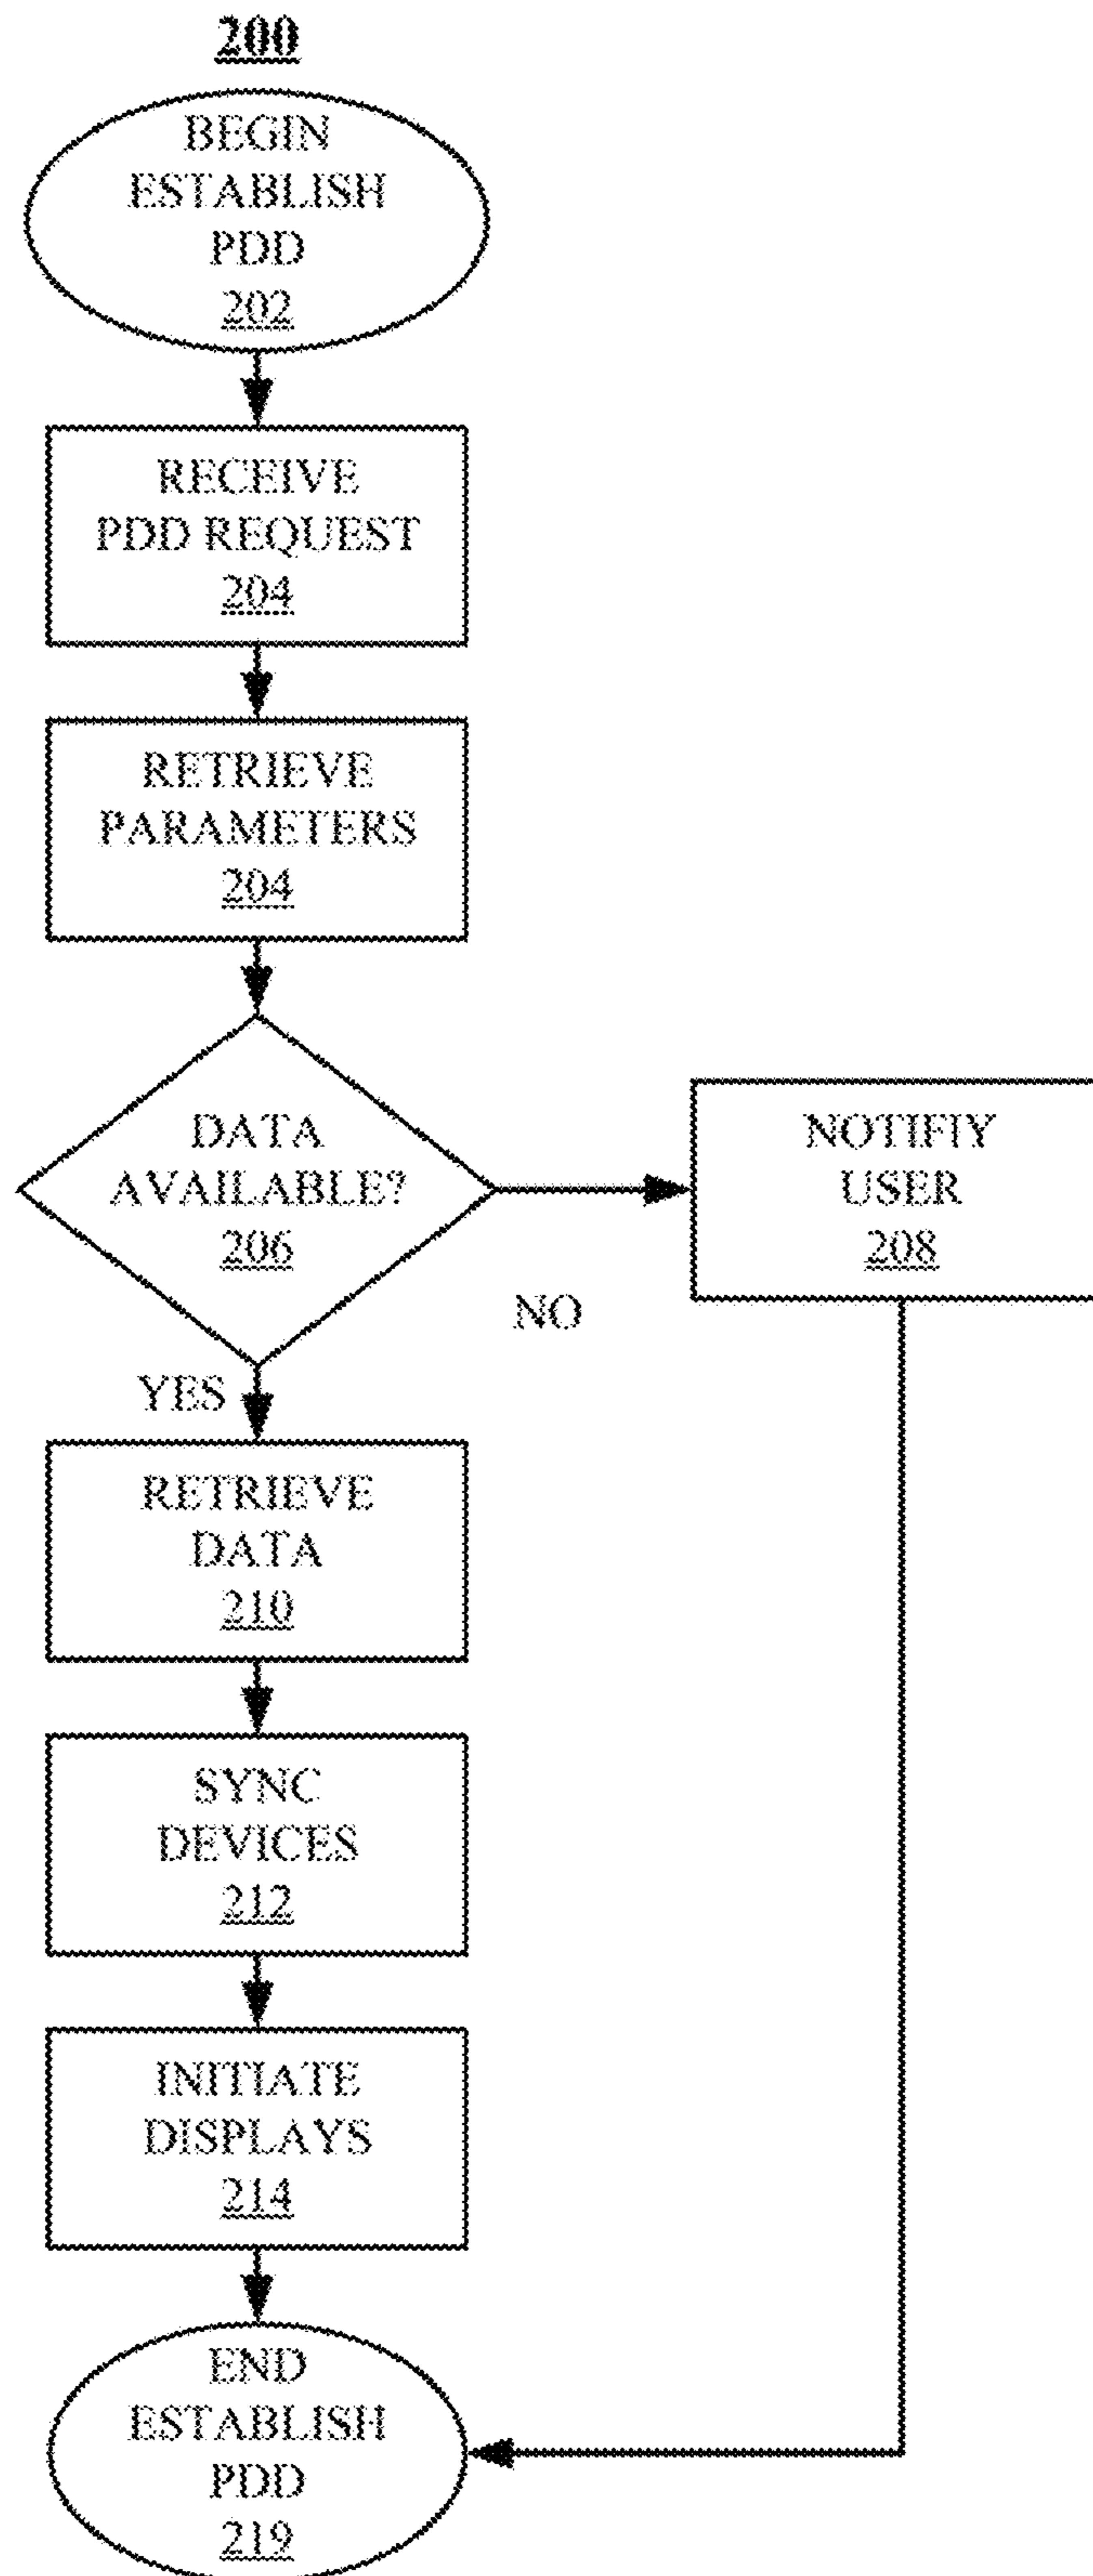 200
BEGIN
ESTABLISH
PDD
202
RECEIVE
PDD REQUEST
204
RETRIEVE
PARAMETERS
204
DATA
AVAILABLE?
206
NO
NOTIFIY
USER
208
YES
RETRIEVE
DATA
210
SYNC
DEVICES
212
INITIATE
DISPLAYS
214
END
ESTABLISH
PDD
219